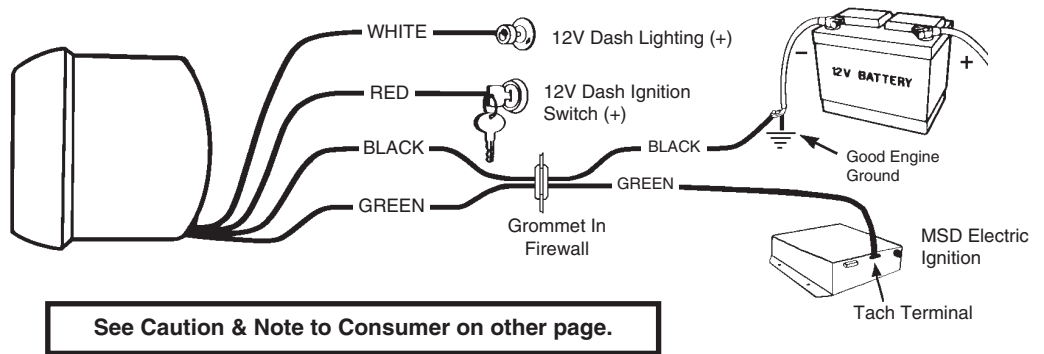 WHITE
12V Dash Lighting (+)
RED
12V Dash Ignition
Switch (+)
BLACK
GREEN
Grommet In
Firewall
BLACK
GREEN
–
+
12V BATTERY
Good Engine
Ground
MSD Electric
Ignition
Tach Terminal
See Caution & Note to Consumer on other page.